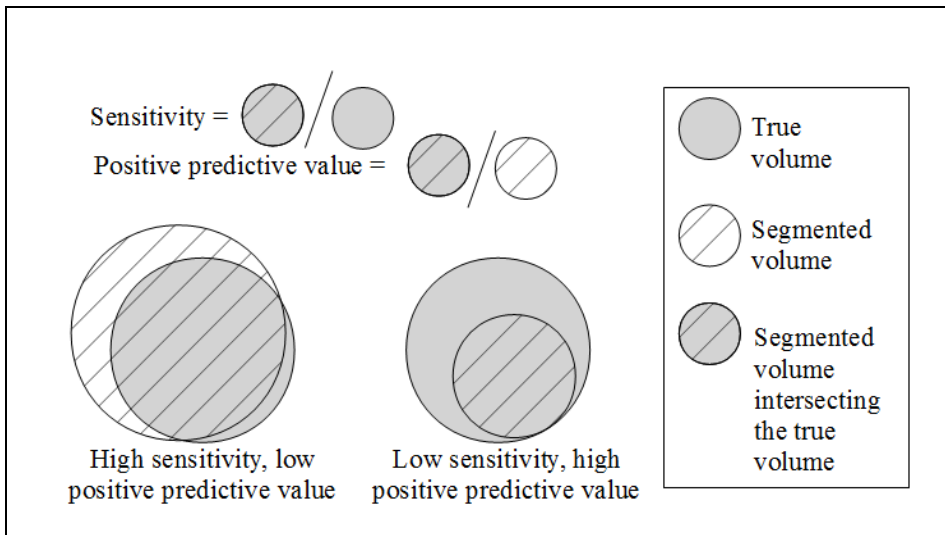 Sensitivity =
Positive predictive value =
High sensitivity, low
positive predictive value
Low sensitivity, high
positive predictive value
True
volume
Segmented
volume
Segmented
volume
intersecting
the true
volume